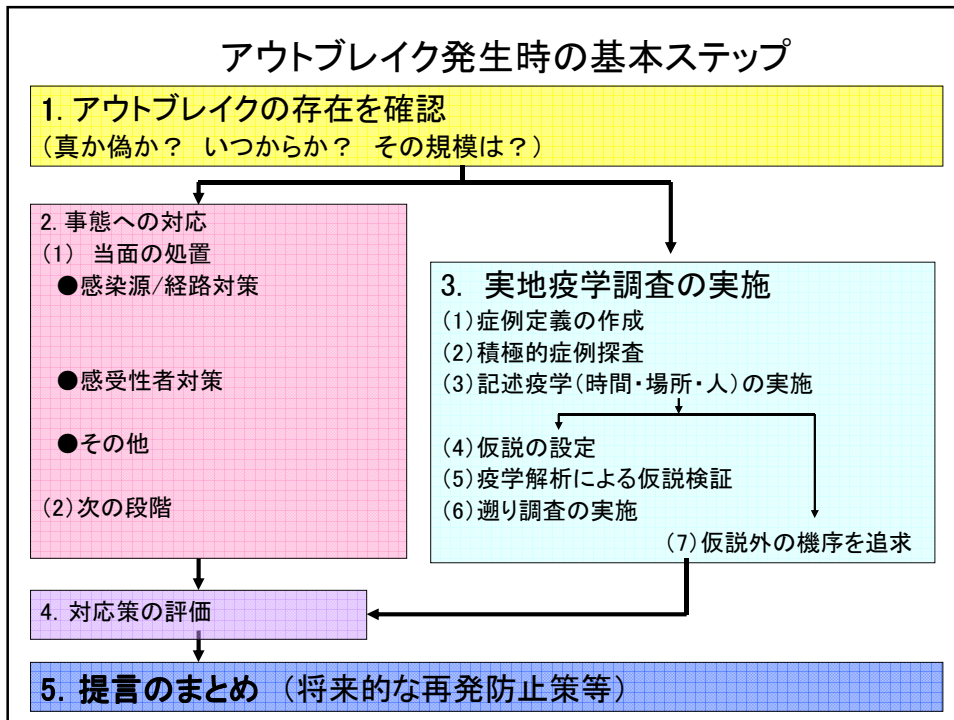 アウトブレイク発生時の基本ステップ
1. アウトブレイクの存在を確認
(真か偽か？ いつからか？ その規模は？)
2. 事態への対応
(1) 当面の処置
●感染源/経路対策
●感受性者対策
●その他
(2)次の段階
3. 実地疫学調査の実施
(1)症例定義の作成
(2)積極的症例探査
(3)記述疫学(時間・場所・人)の実施
(4)仮説の設定
(5)疫学解析による仮説検証
(6)遡り調査の実施
(7)仮説外の機序を追求
4. 対応策の評価
5. 提言のまとめ (将来的な再発防止策等)